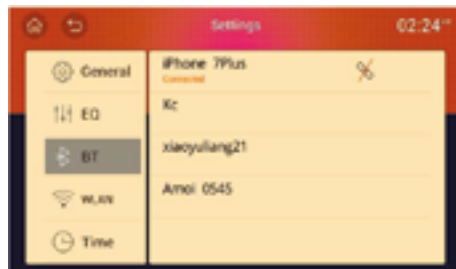 Settings
02:24
General
EQ
BT
WLAN
Time
iPhone 7Plus
Connected
Kc
xiaoyuliang21
Amoi 0545